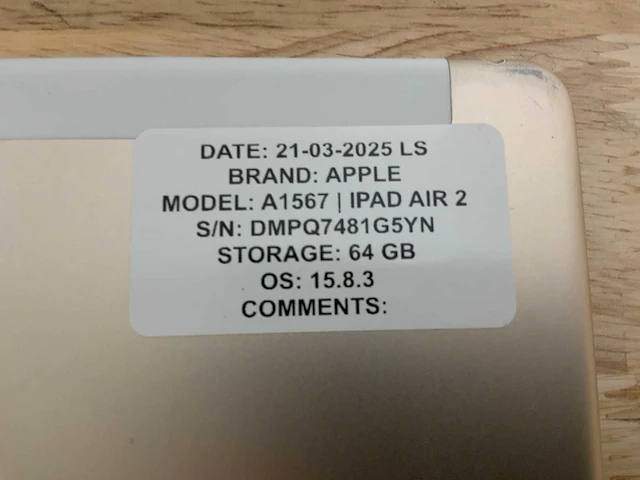 DATE: 21-03-2025 LS
BRAND: APPLE
MODEL: A1567 | IPAD AIR 2
S/N: DMPQ7481G5YN
STORAGE: 64 GB
OS: 15.8.3
COMMENTS: